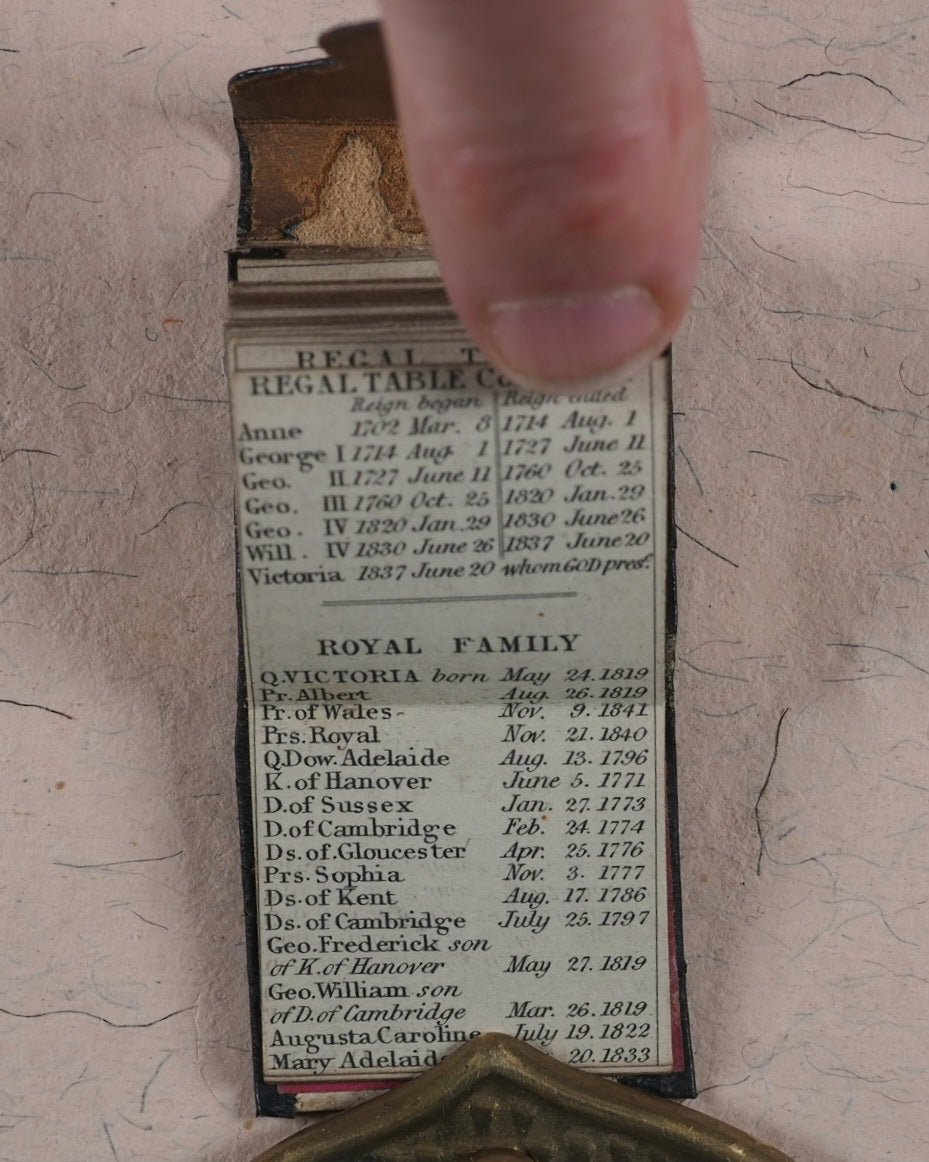 REGAL
REGAL TABLE
Reign began Reign ended
Anne 1702 Mar. 8 1714 Aug. 1
George I 1714 Aug 1 1727 June 11
Geo. II 1727 June 11 1760 Oct. 25
Geo. III 1760 Oct. 25 1820 Jan. 29
Geo. IV 1820 Jan. 29 1830 June 26
Will. IV 1830 June 26 1837 June 20
Victoria 1837 June 20 whom GOD pres.
ROYAL FAMILY
Q. VICTORIA born May 24. 1819
Pr. Albert Aug. 26. 1819
Pr. of Wales - Nov. 9. 1841
Prs. Royal Nov. 21. 1840
Q. Dow. Adelaide Aug. 13. 1796
K. of Hanover June 5. 1771
D. of Sussex Jan. 27. 1773
D. of Cambridge Feb. 24. 1774
Ds. of. Gloucester Apr. 25. 1776
Prs. Sophia Nov. 3. 1777
Ds. of Kent Aug. 17. 1786
Ds. of Cambridge July 25. 1797
Geo. Frederick son
of K. of Hanover May 27. 1819
Geo. William son
of D. of Cambridge Mar. 26. 1819
Augusta Caroline July 19. 1822
Mary 20. 1833